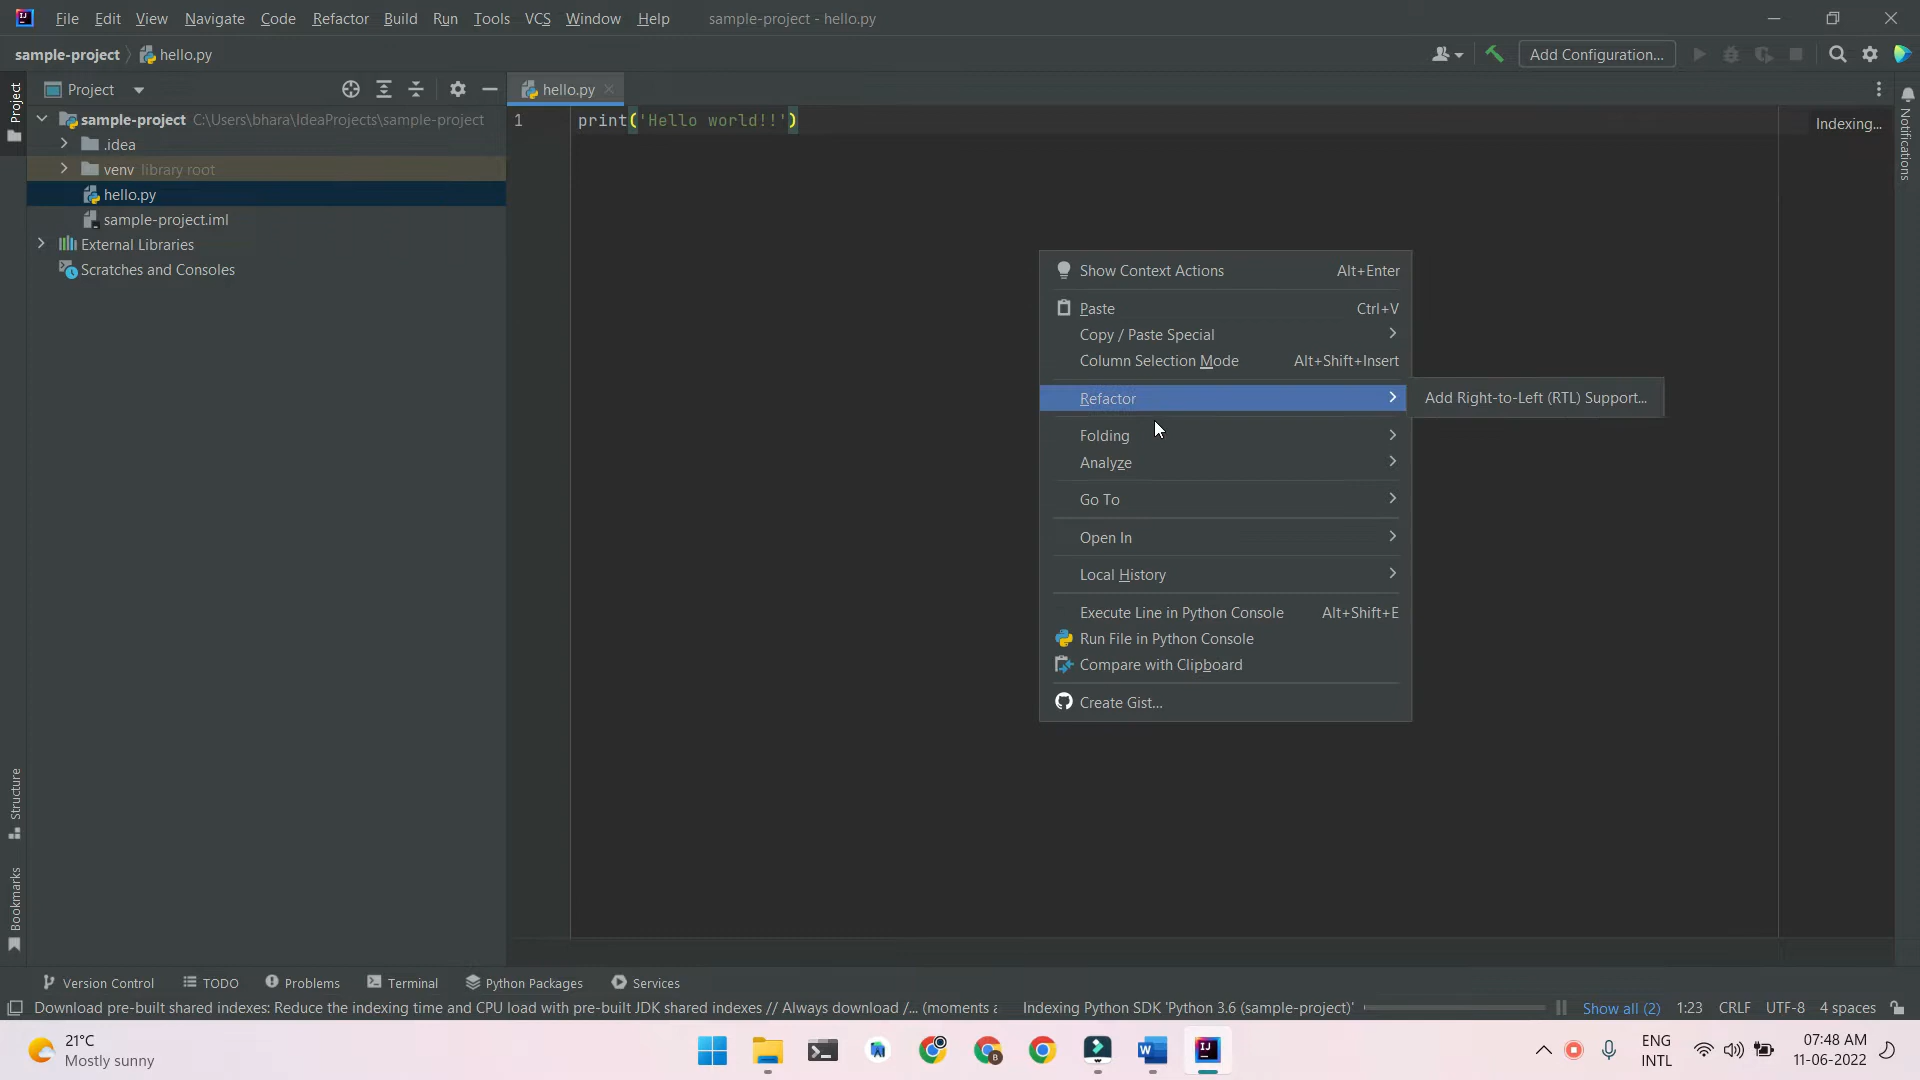 File Edit View Navigate Code Refactor Build Run Tools VCS Window Help sample-project - hello.py
sample-project hello.py Add Configuration...
Project
Project
hello.py
sample-project C:\Users\bhara\IdeaProjects\sample-project
1 print('Hello world!!')
Indexing...
Notifications
.idea
venv library root
hello.py
sample-project.iml
External Libraries
Scratches and Consoles
Show Context Actions Alt+Enter
Paste Ctrl+V
Copy / Paste Special
Column Selection Mode Alt+Shift+Insert
Refactor
Add Right-to-Left (RTL) Support...
Folding
Analyze
Go To
Open In
Local History
Execute Line in Python Console Alt+Shift+E
Run File in Python Console
Compare with Clipboard
Create Gist...
Structure
Bookmarks
Version Control TODO Problems Terminal Python Packages Services
Download pre-built shared indexes: Reduce the indexing time and CPU load with pre-built JDK shared indexes // Always download /... (moments a Indexing Python SDK 'Python 3.6 (sample-project)' Show all (2) 1:23 CRLF UTF-8 4 spaces
21°C
Mostly sunny
ENG
INTL
07:48 AM
11-06-2022